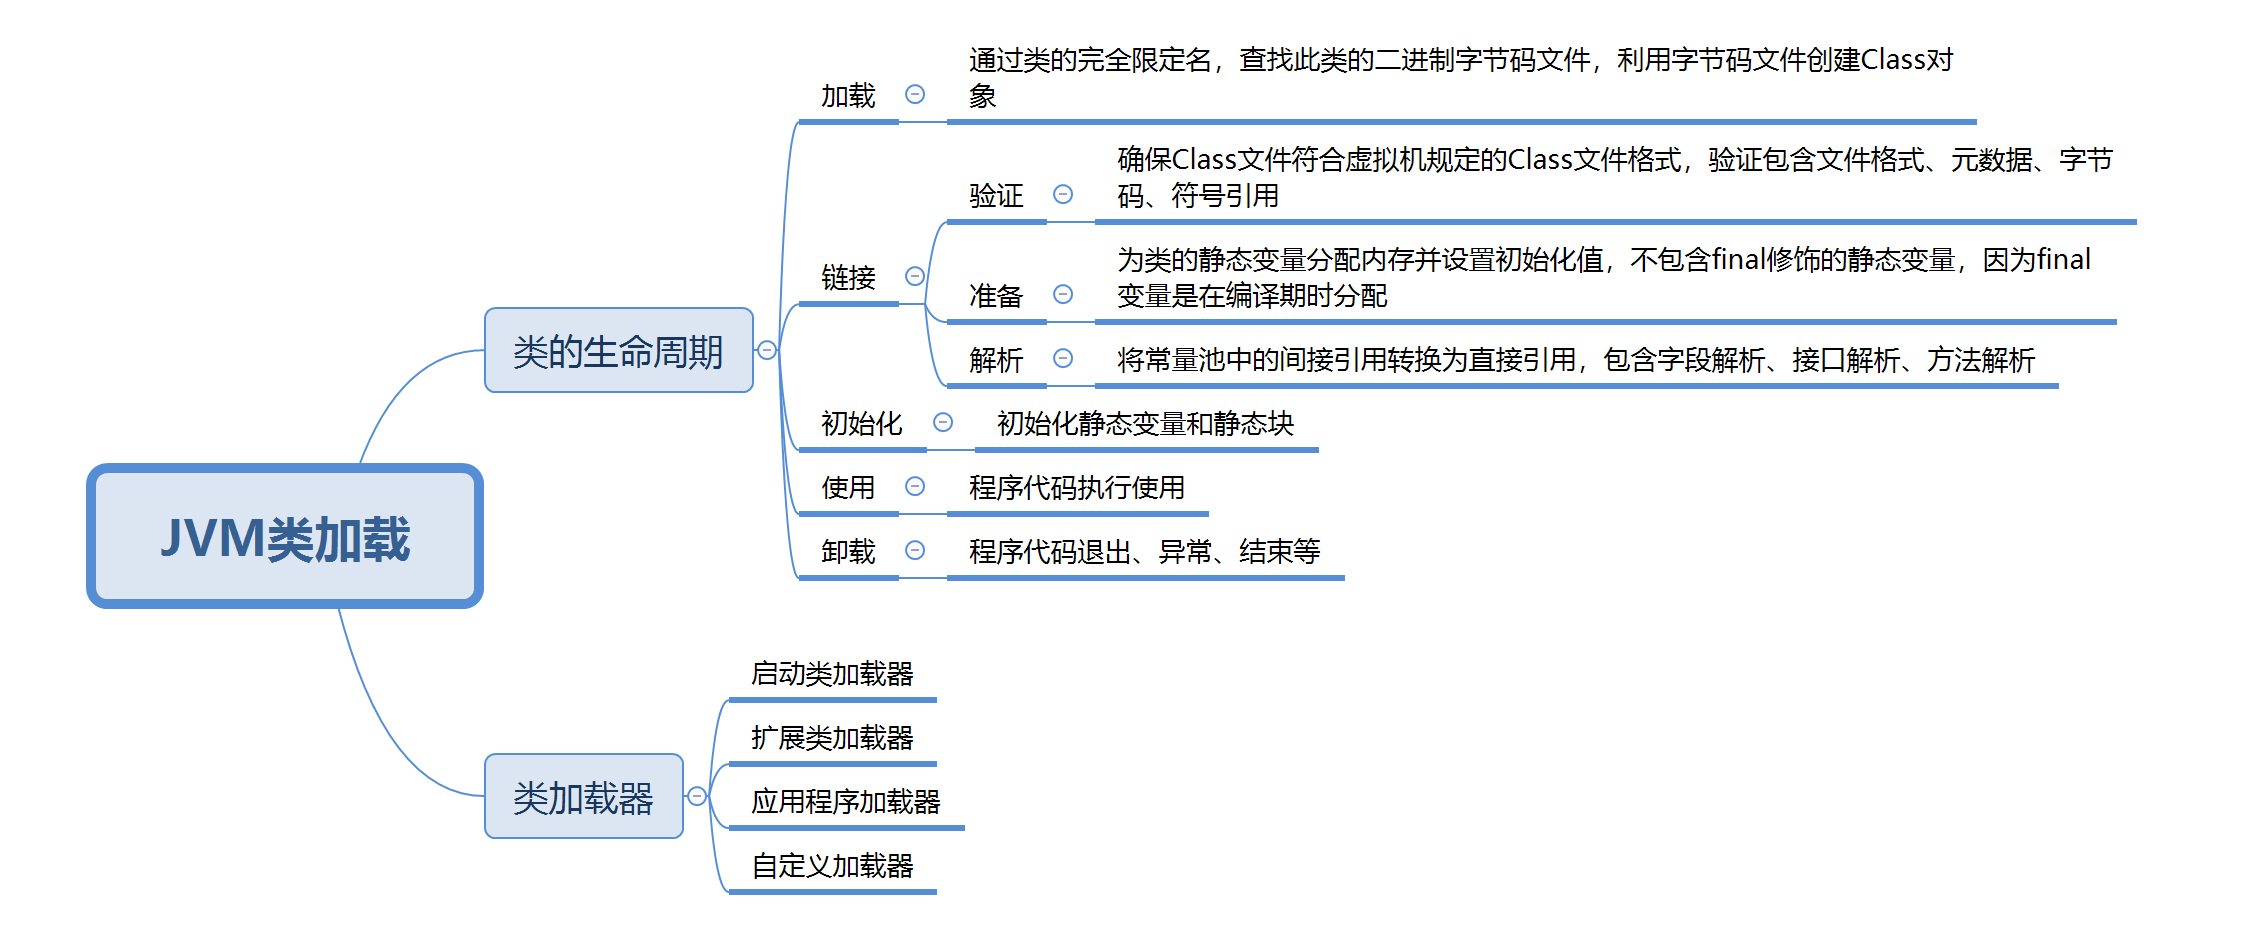 JVM类加载
类的生命周期
加载
通过类的完全限定名，查找此类的二进制字节码文件，利用字节码文件创建Class对
象
链接
验证
确保Class文件符合虚拟机规定的Class文件格式，验证包含文件格式、元数据、字节
码、符号引用
准备
为类的静态变量分配内存并设置初始化值，不包含final修饰的静态变量，因为final
变量是在编译期时分配
解析
将常量池中的间接引用转换为直接引用，包含字段解析、接口解析、方法解析
初始化
初始化静态变量和静态块
使用
程序代码执行使用
卸载
程序代码退出、异常、结束等
类加载器
启动类加载器
扩展类加载器
应用程序加载器
自定义加载器